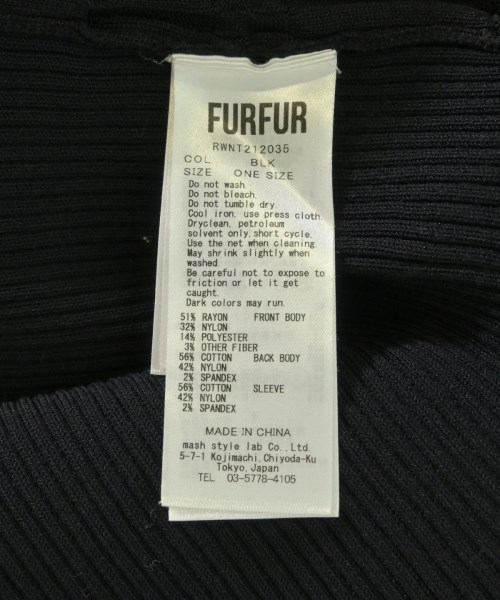 FURFUR
RWNT212035
COL BLK
SIZE ONE SIZE
Do not wash.
Do not bleach.
Do not tumble dry.
Cool iron, use press cloth.
Dryclean, petroleum
solvent only, short cycle.
Use the net when cleaning.
May shrink slightly when
washed.
Be careful not to expose to
friction or let it get
caught.
Dark colors may run.
51% RAYON FRONT BODY
32% NYLON
14% POLYESTER
3% OTHER FIBER
56% COTTON BACK BODY
42% NYLON
2% SPANDEX
56% COTTON SLEEVE
42% NYLON
2% SPANDEX
MADE IN CHINA
mash style lab Co., Ltd.
5-7-1 Kojimachi, Chiyoda-Ku
Tokyo, Japan
TEL 03-5778-4105